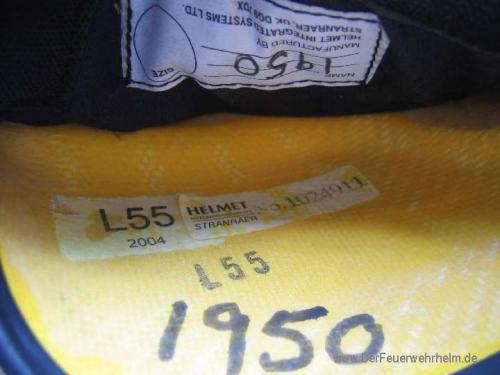 HELMET INTEGRATED SYSTEMS LTD.
STRANRAER, UK DG9 7DX
MANUFACTURED BY
NAME 1950
SIZE
L55
2004
HELMET
STRANRAER
No. 1024911
L55
1950
www.DerFeuerwehrhelm.de